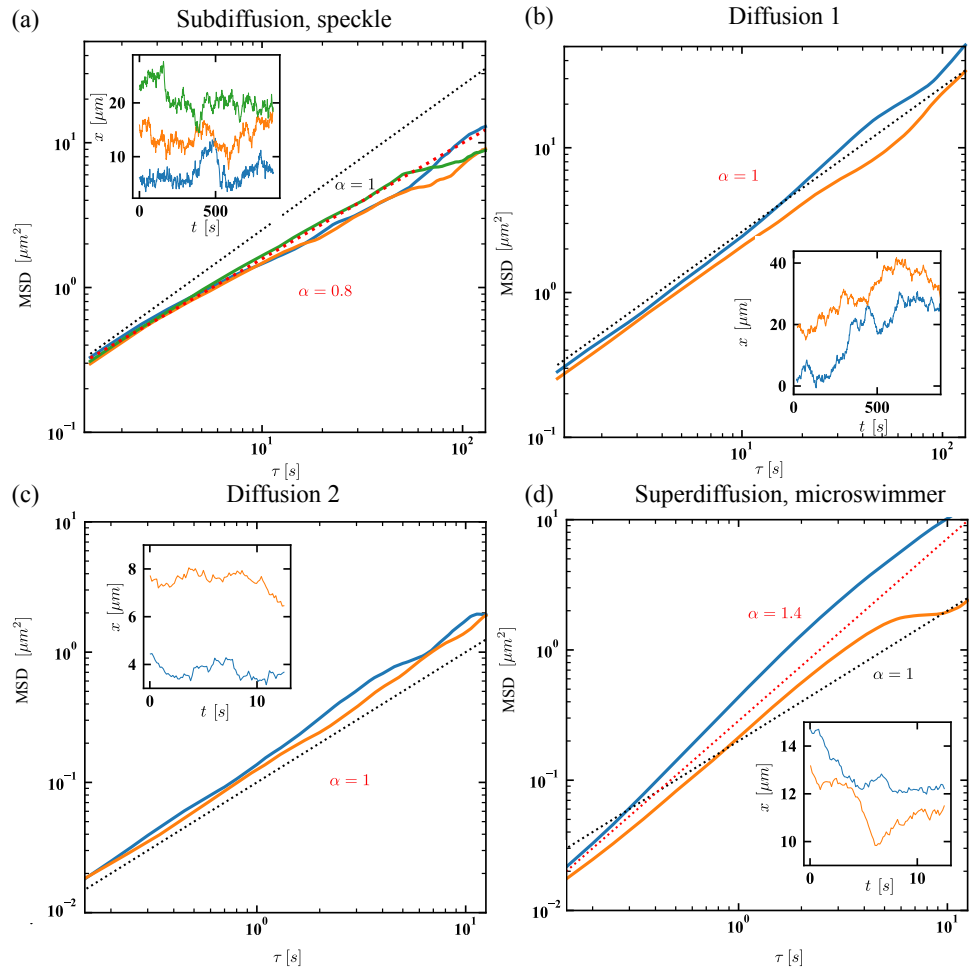 (a)
Subdiffusion, speckle
10¹
10⁰
10⁻¹
MSD [μm²]
20
10
x [μm]
0
500
t [s]
α = 1
α = 0.8
10¹
10²
τ [s]
(b)
Diffusion 1
10¹
10⁰
10⁻¹
MSD [μm²]
α = 1
40
20
0
x [μm]
0
500
t [s]
10¹
10²
τ [s]
(c)
Diffusion 2
10¹
10⁰
10⁻¹
10⁻²
MSD [μm²]
8
6
4
x [μm]
0
10
t [s]
α = 1
10⁰
10¹
τ [s]
(d)
Superdiffusion, microswimmer
10¹
10⁰
10⁻¹
10⁻²
MSD [μm²]
α = 1.4
α = 1
14
12
10
x [μm]
0
10
t [s]
10⁰
10¹
τ [s]